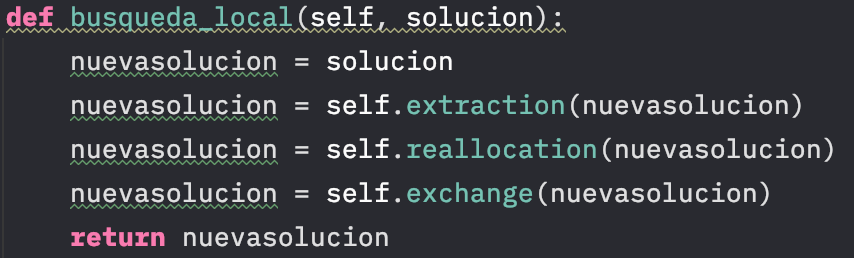 def busqueda_local(self, solucion):
    nuevasolucion = solucion
    nuevasolucion = self.extraction(nuevasolucion)
    nuevasolucion = self.reallocation(nuevasolucion)
    nuevasolucion = self.exchange(nuevasolucion)
    return nuevasolucion